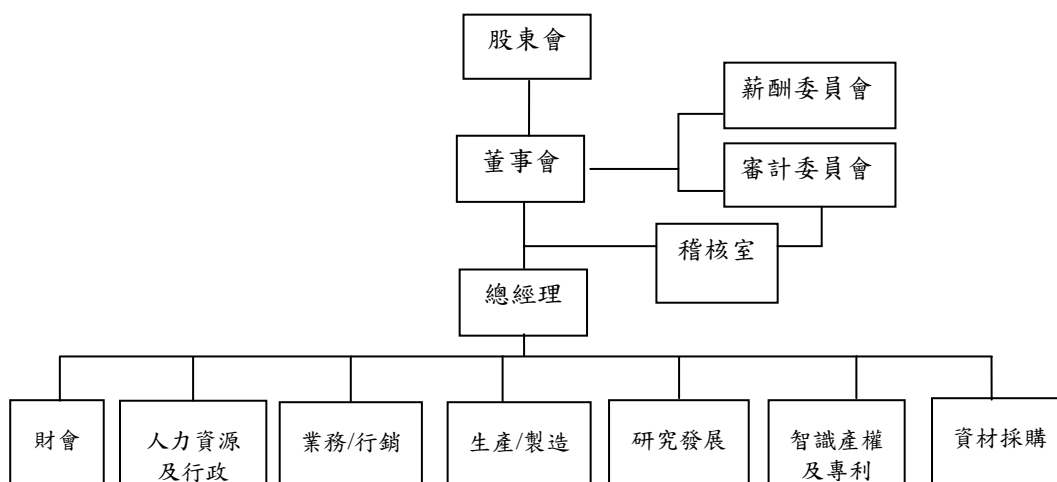 股東會
薪酬委員會
董事會
審計委員會
稽核室
總經理
財會
人力資源
及行政
業務/行銷
生產/製造
研究發展
智識產權
及專利
資材採購